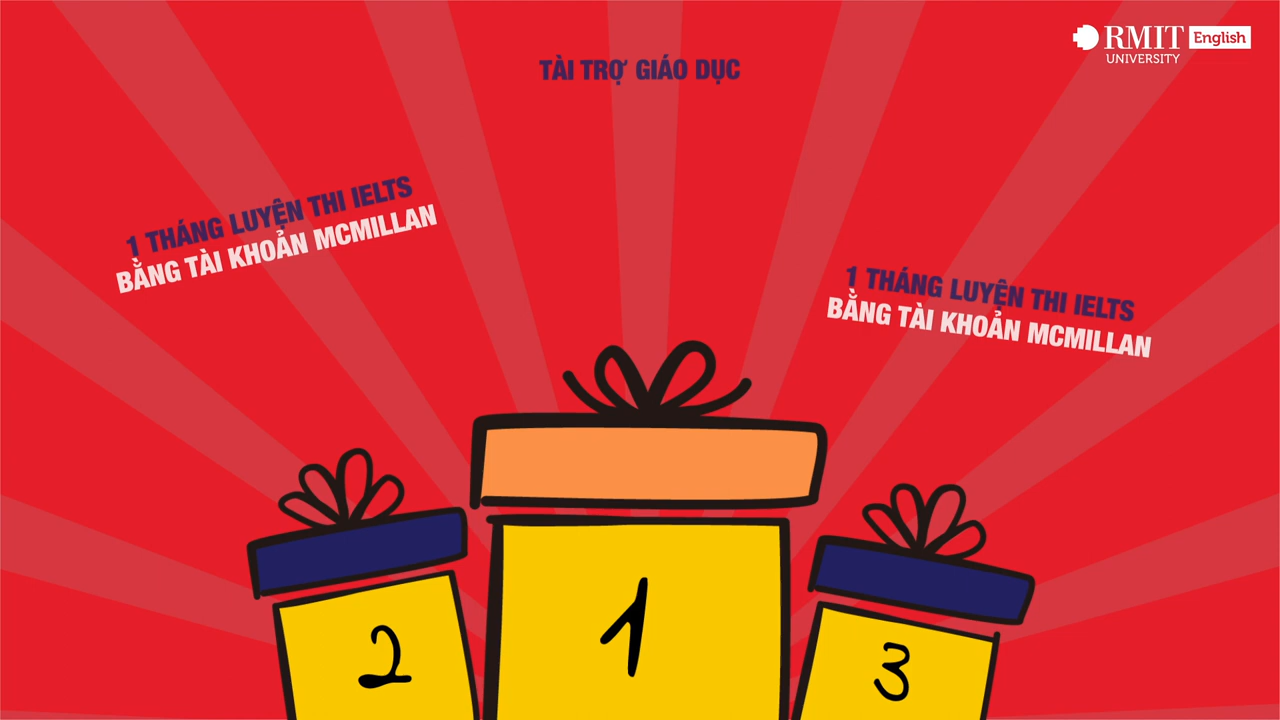 RMIT English
UNIVERSITY
TÀI TRỢ GIÁO DỤC
1 THÁNG LUYỆN THI IELTS
BẰNG TÀI KHOẢN MCMILLAN
1 THÁNG LUYỆN THI IELTS
BẰNG TÀI KHOẢN MCMILLAN
2
1
3